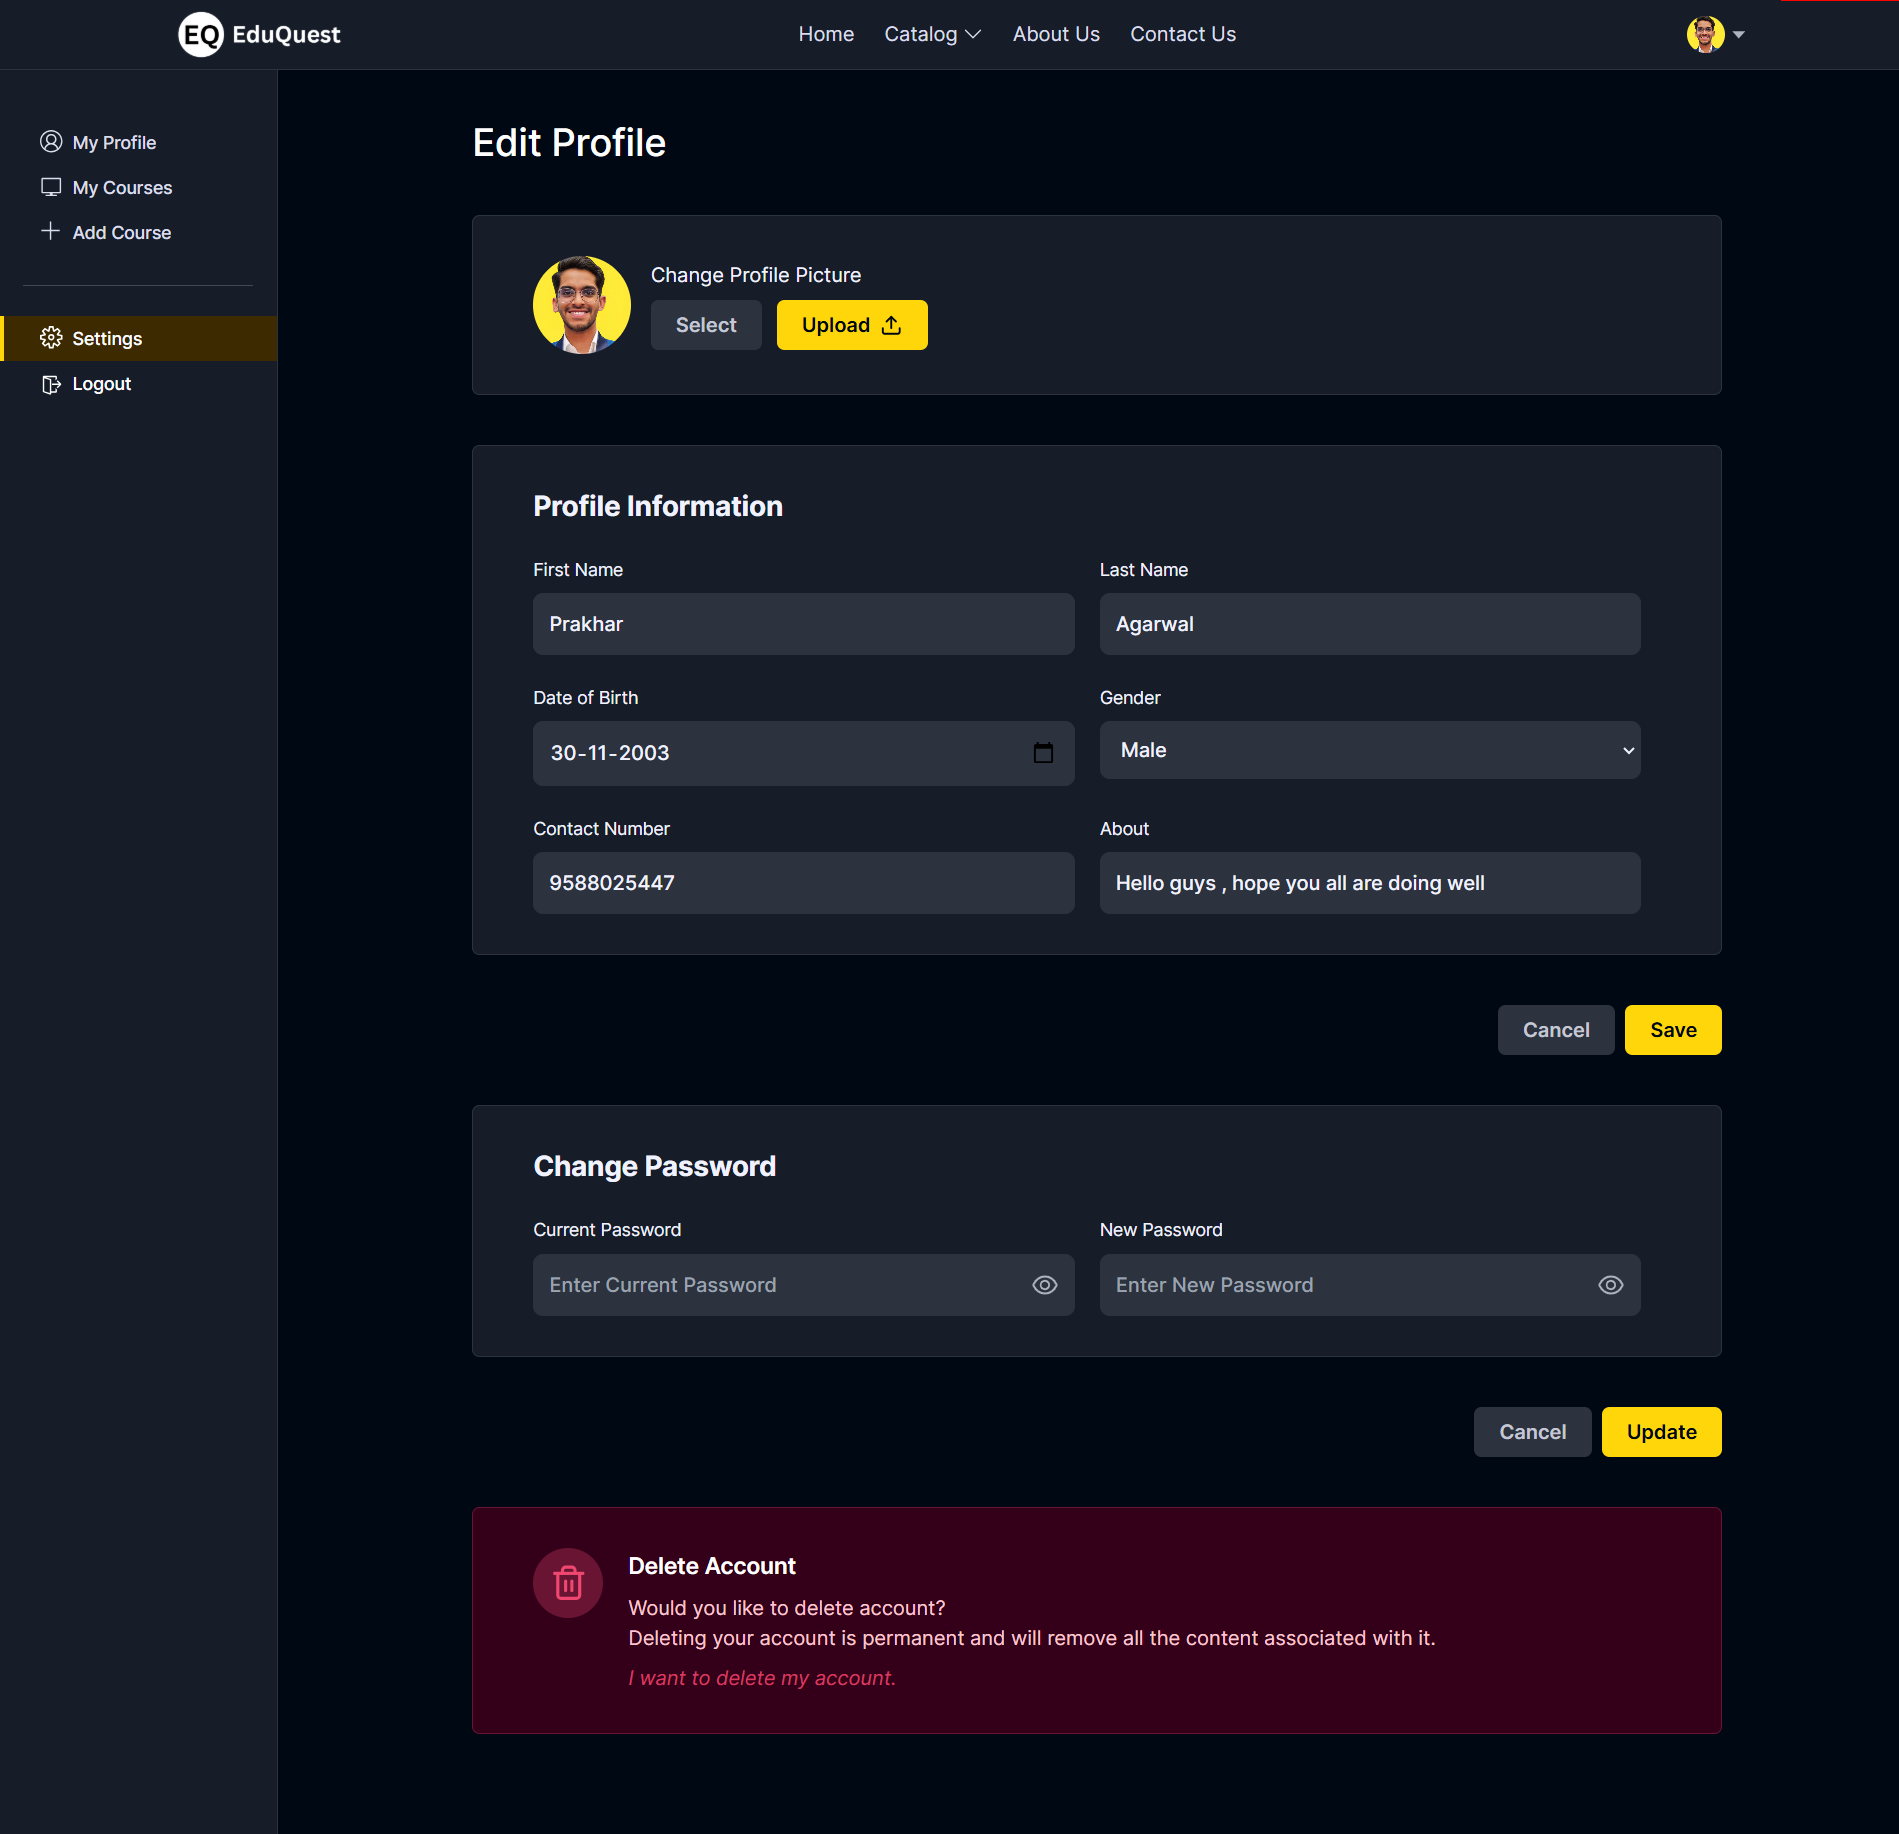 EQ EduQuest
Home Catalog About Us Contact Us
My Profile
My Courses
Add Course
Settings
Logout
Edit Profile
Change Profile Picture
Select Upload
Profile Information
First Name Last Name
Prakhar Agarwal
Date of Birth Gender
30-11-2003 Male
Contact Number About
9588025447 Hello guys , hope you all are doing well
Cancel Save
Change Password
Current Password New Password
Enter Current Password Enter New Password
Cancel Update
Delete Account
Would you like to delete account?
Deleting your account is permanent and will remove all the content associated with it.
I want to delete my account.